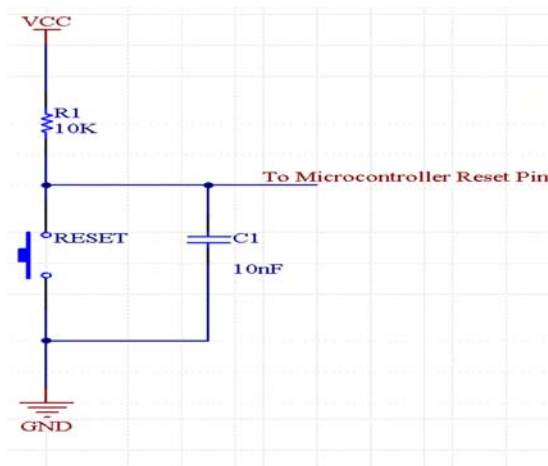 VCC
R1
10K
To Microcontroller Reset Pin
RESET
C1
10nF
GND